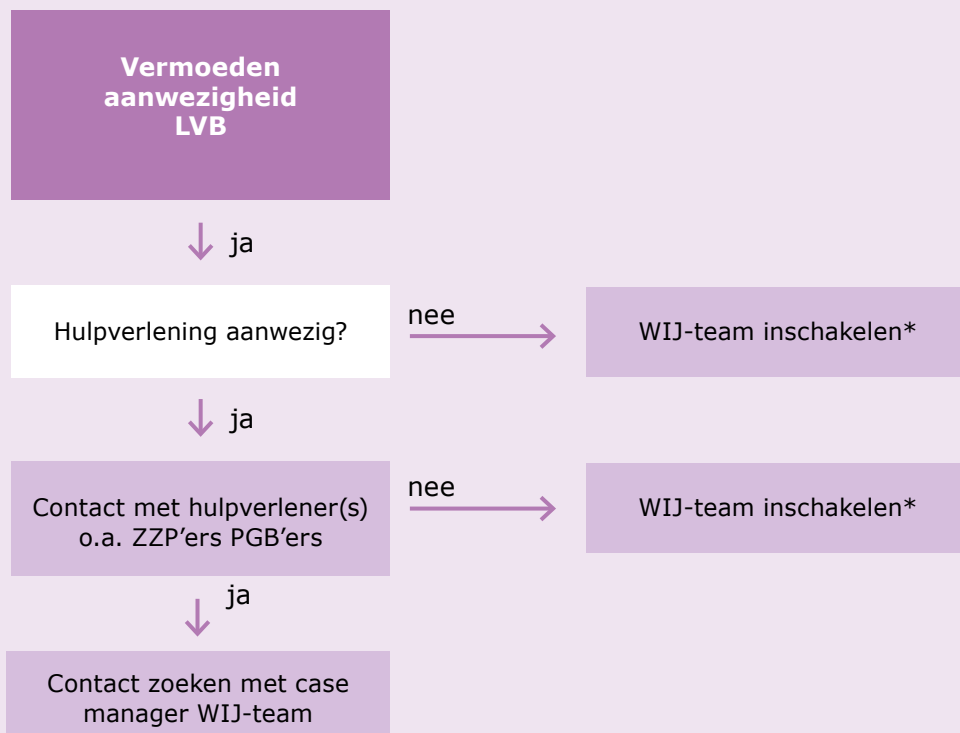 Vermoeden
aanwezigheid
LVB
ja
Hulpverlening aanwezig?
nee
WIJ-team inschakelen*
ja
Contact met hulpverlener(s)
o.a. ZZP’ers PGB’ers
nee
WIJ-team inschakelen*
ja
Contact zoeken met case
manager WIJ-team